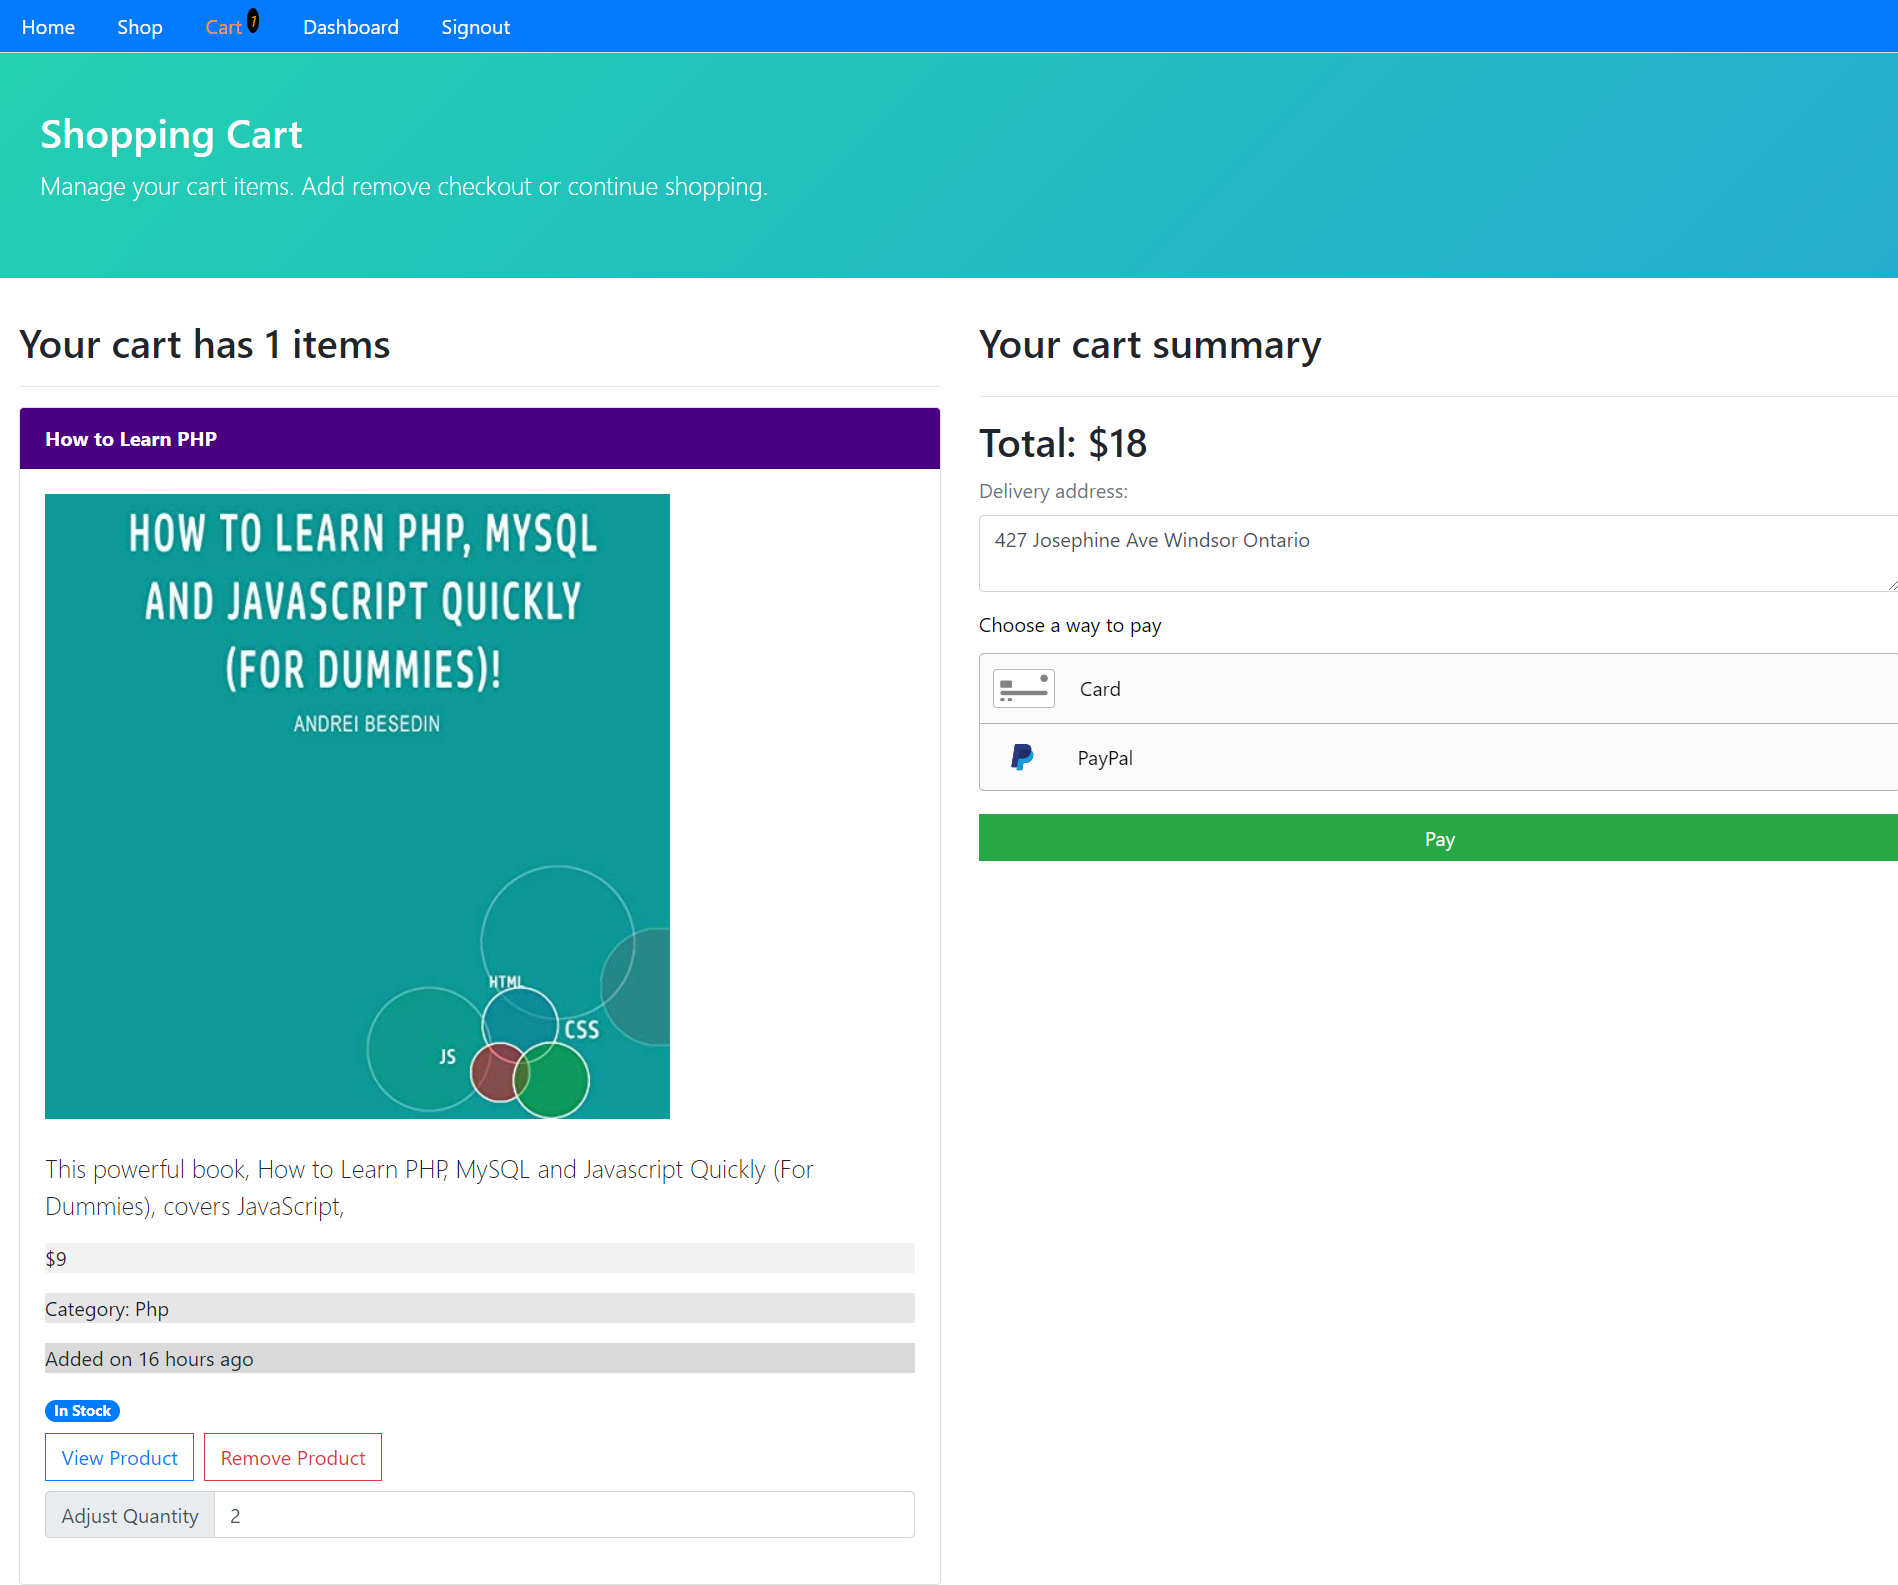 Home Shop Cart 1 Dashboard Signout
Shopping Cart
Manage your cart items. Add remove checkout or continue shopping.
Your cart has 1 items
How to Learn PHP
HOW TO LEARN PHP, MYSQL
AND JAVASCRIPT QUICKLY
(FOR DUMMIES)!
ANDREI BESEDIN
HTML
CSS
JS
This powerful book, How to Learn PHP, MySQL and Javascript Quickly (For
Dummies), covers JavaScript,
$9
Category: Php
Added on 16 hours ago
In Stock
View Product Remove Product
Adjust Quantity 2
Your cart summary
Total: $18
Delivery address:
427 Josephine Ave Windsor Ontario
Choose a way to pay
Card
PayPal
Pay